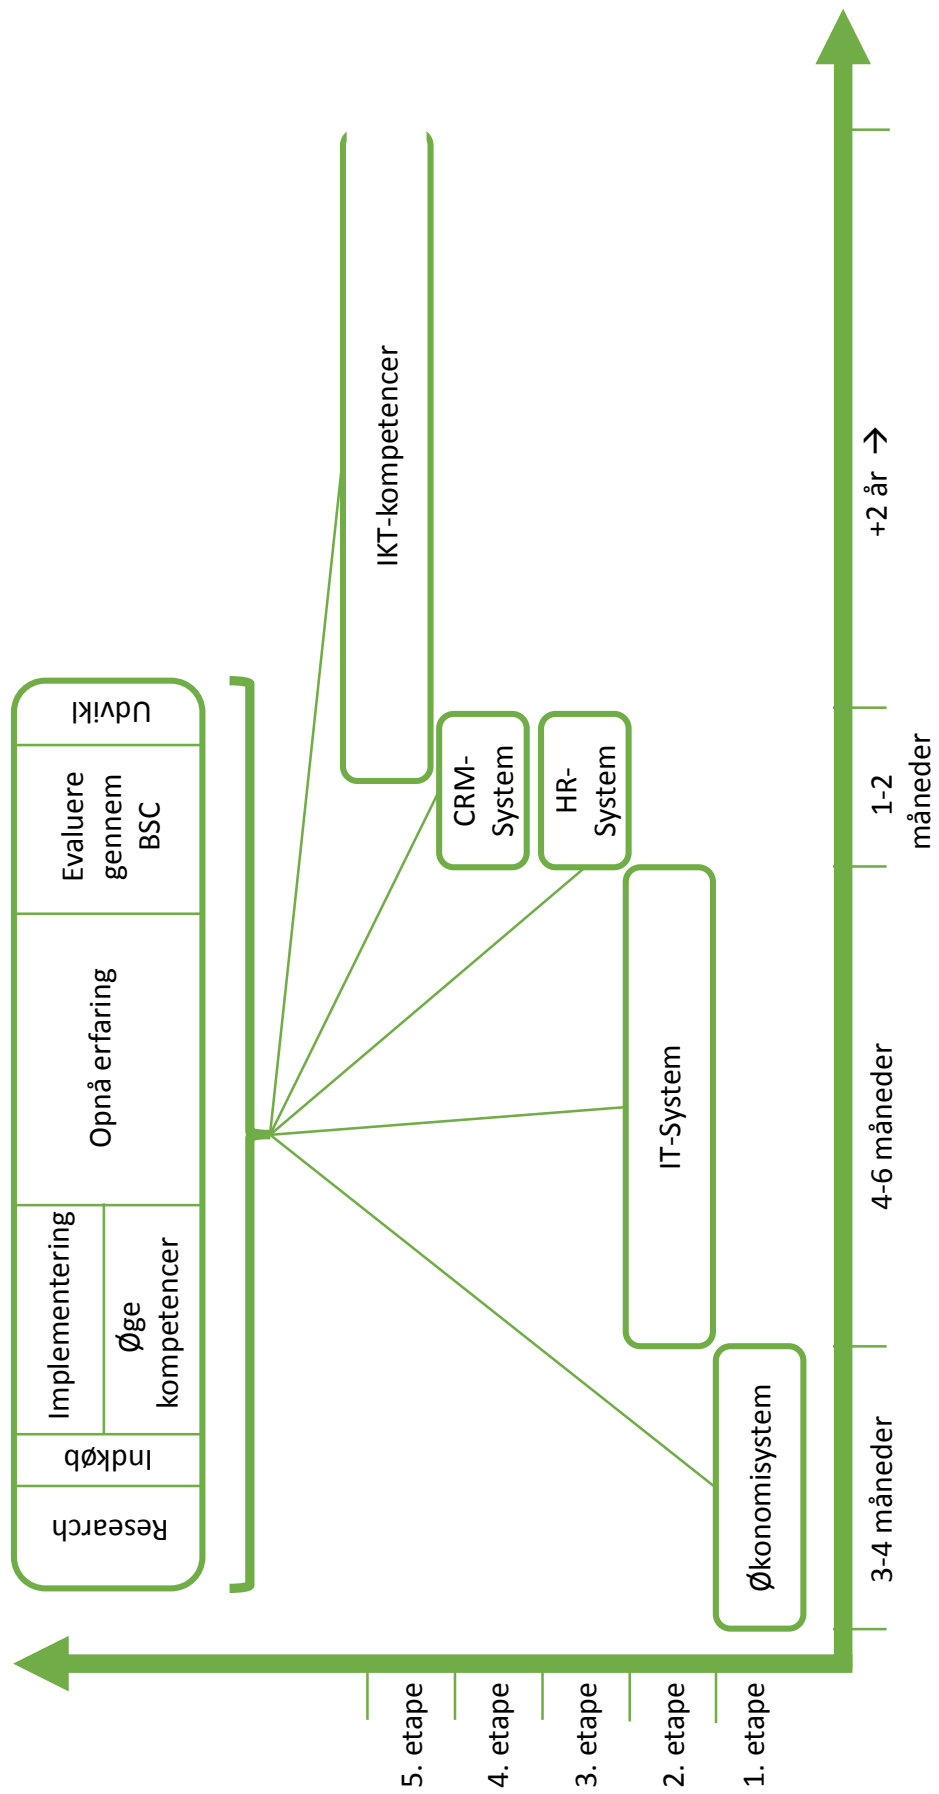 Research
Indkøb
Implementering
Øge
kompetencer
Opnå erfaring
Evaluere
gennem
BSC
Udvikl
5. etape
4. etape
3. etape
2. etape
1. etape
IKT-kompetencer
CRM-
System
HR-
System
IT-System
Økonomisystem
3-4 måneder
4-6 måneder
1-2
måneder
+2 år →